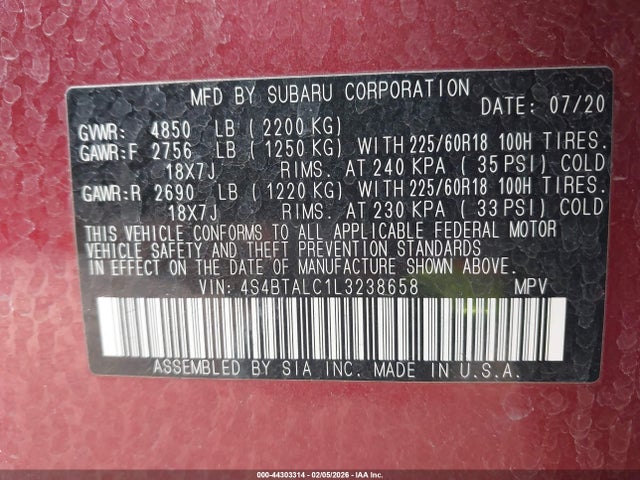 MFD BY SUBARU CORPORATION DATE: 07/20
GVWR: 4850 LB (2200 KG)
GAWR:F 2756 LB (1250 KG) WITH 225/60R18 100H TIRES.
18X7J RIMS. AT 240 KPA (35 PSI) COLD
GAWR:R 2690 LB (1220 KG) WITH 225/60R18 100H TIRES.
18X7J RIMS. AT 230 KPA (33 PSI) COLD
THIS VEHICLE CONFORMS TO ALL APPLICABLE FEDERAL MOTOR
VEHICLE SAFETY AND THEFT PREVENTION STANDARDS
IN EFFECT ON THE DATE OF MANUFACTURE SHOWN ABOVE.
VIN: 4S4BTALC1L3238658 MPV
ASSEMBLED BY SIA INC. MADE IN U.S.A.
000-44303314 - 02/05/2026 - IAA Inc.